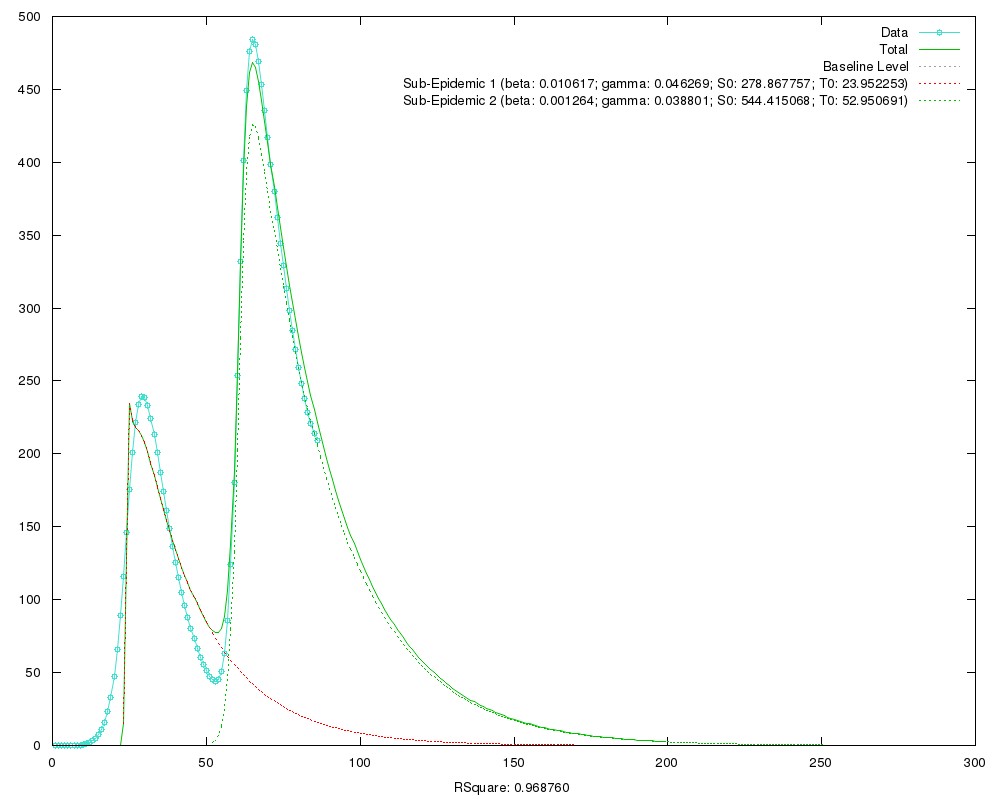 500
450
400
350
300
250
200
150
100
50
0
0 50 100 150 200 250 300
Data
Total
Baseline Level
Sub-Epidemic 1 (beta: 0.010617; gamma: 0.046269; S0: 278.867757; T0: 23.952253)
Sub-Epidemic 2 (beta: 0.001264; gamma: 0.038801; S0: 544.415068; T0: 52.950691)
RSquare: 0.968760